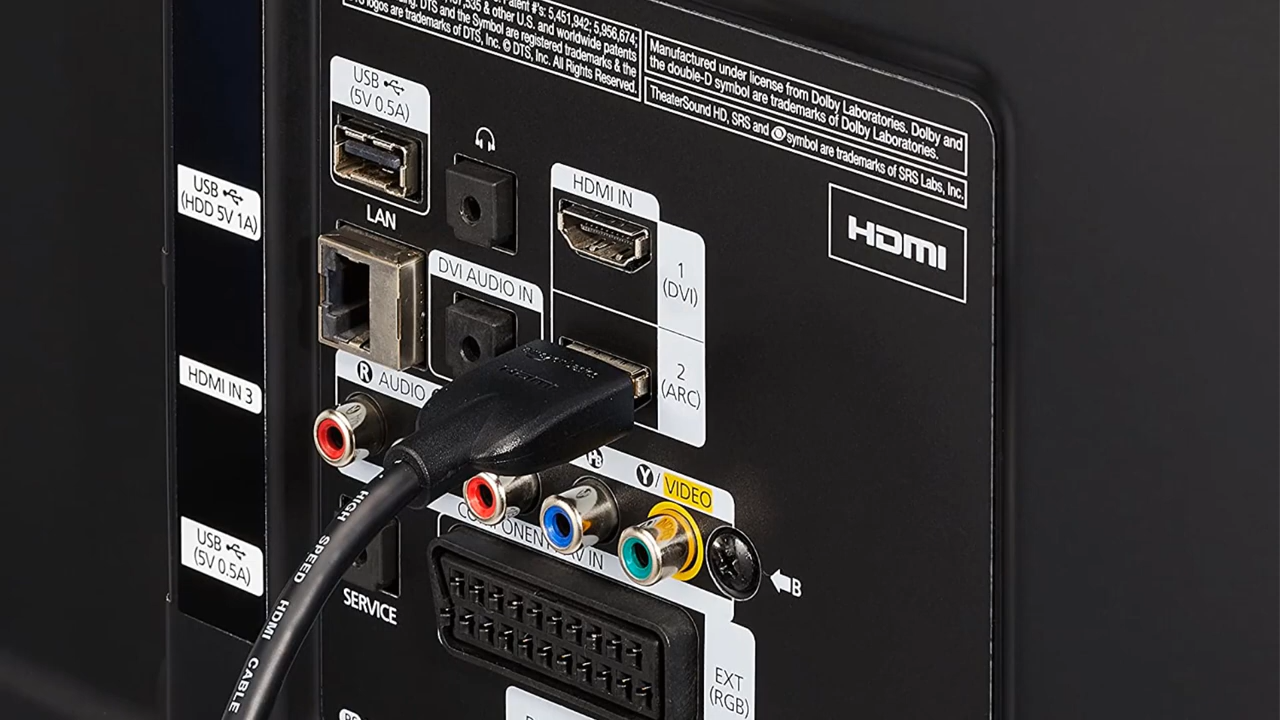 Patent #'s: 5,451,942; 5,956,674;
,535 & other U.S. and worldwide patents
. DTS and the Symbol are registered trademarks & the
logos are trademarks of DTS, Inc. © DTS, Inc. All Rights Reserved.
Manufactured under license from Dolby Laboratories. Dolby and
the double-D symbol are trademarks of Dolby Laboratories.
TheaterSound HD, SRS and symbol are trademarks of SRS Labs, Inc.
HDMI
USB
(5V 0.5A)
LAN
HDMI IN
1
(DVI)
2
(ARC)
DVI AUDIO IN
R AUDIO
USB
(HDD 5V 1A)
HDMI IN 3
USB
(5V 0.5A)
Y / VIDEO
COMPONENT AV IN
B
SERVICE
EXT
(RGB)
HIGH SPEED HDMI CABLE